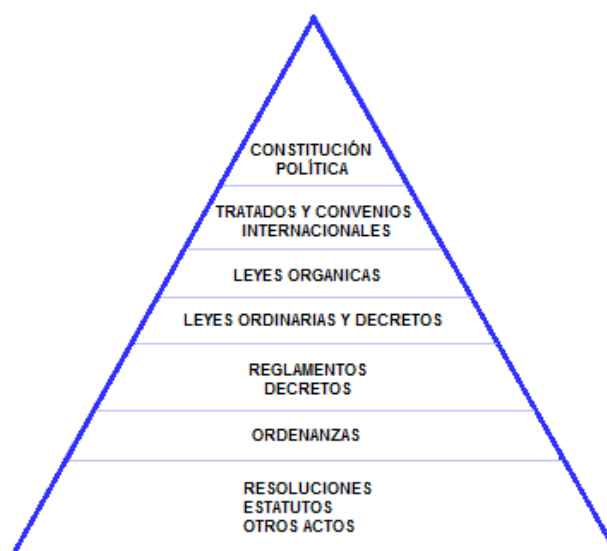 CONSTITUCIÓN
POLÍTICA
TRATADOS Y CONVENIOS
INTERNACIONALES
LEYES ORGANICAS
LEYES ORDINARIAS Y DECRETOS
REGLAMENTOS
DECRETOS
ORDENANZAS
RESOLUCIONES
ESTATUTOS
OTROS ACTOS